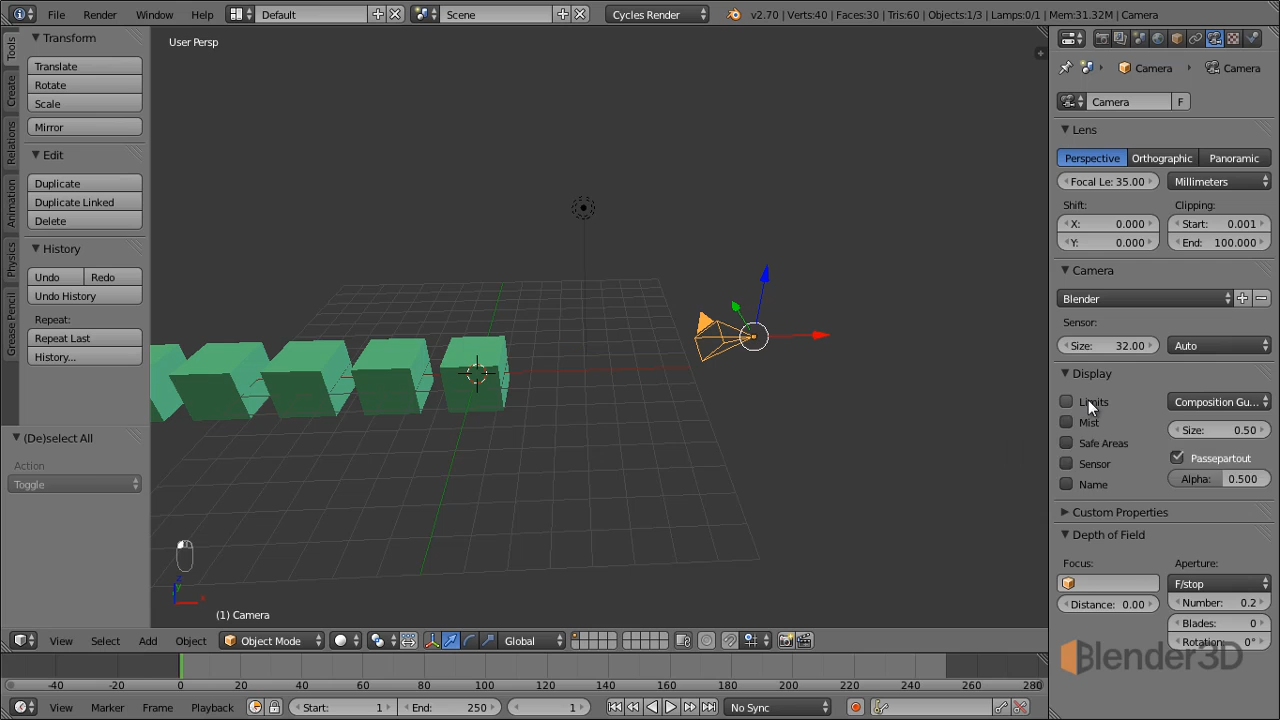 File Render Window Help Default Scene Cycles Render v2.70 | Verts:40 | Faces:30 | Tris:60 | Objects:1/3 | Lamps:0/1 | Mem:31.32M | Camera
Tools
Create
Relations
Animation
Physics
Grease Pencil
Transform
Translate
Rotate
Scale
Mirror
Edit
Duplicate
Duplicate Linked
Delete
History
Undo Redo
Undo History
Repeat:
Repeat Last
History...
(De)select All
Action
Toggle
User Persp
(1) Camera
Camera Camera
Camera F
Lens
Perspective Orthographic Panoramic
Focal Le: 35.00 Millimeters
Shift: Clipping:
X: 0.000 Start: 0.001
Y: 0.000 End: 100.000
Camera
Blender
Sensor:
Size: 32.00 Auto
Display
Limits Composition Gu...
Mist Size: 0.50
Safe Areas Passepartout
Sensor Alpha: 0.500
Name
Custom Properties
Depth of Field
Focus: Aperture:
F/stop
Distance: 0.00 Number: 0.2
Blades: 0
Rotation: 0°
Blender3D
View Select Add Object Object Mode Global
-40 -20 0 20 40 60 80 100 120 140 160 180 200 220 240 260 280
View Marker Frame Playback Start: 1 End: 250 1 No Sync
x
y